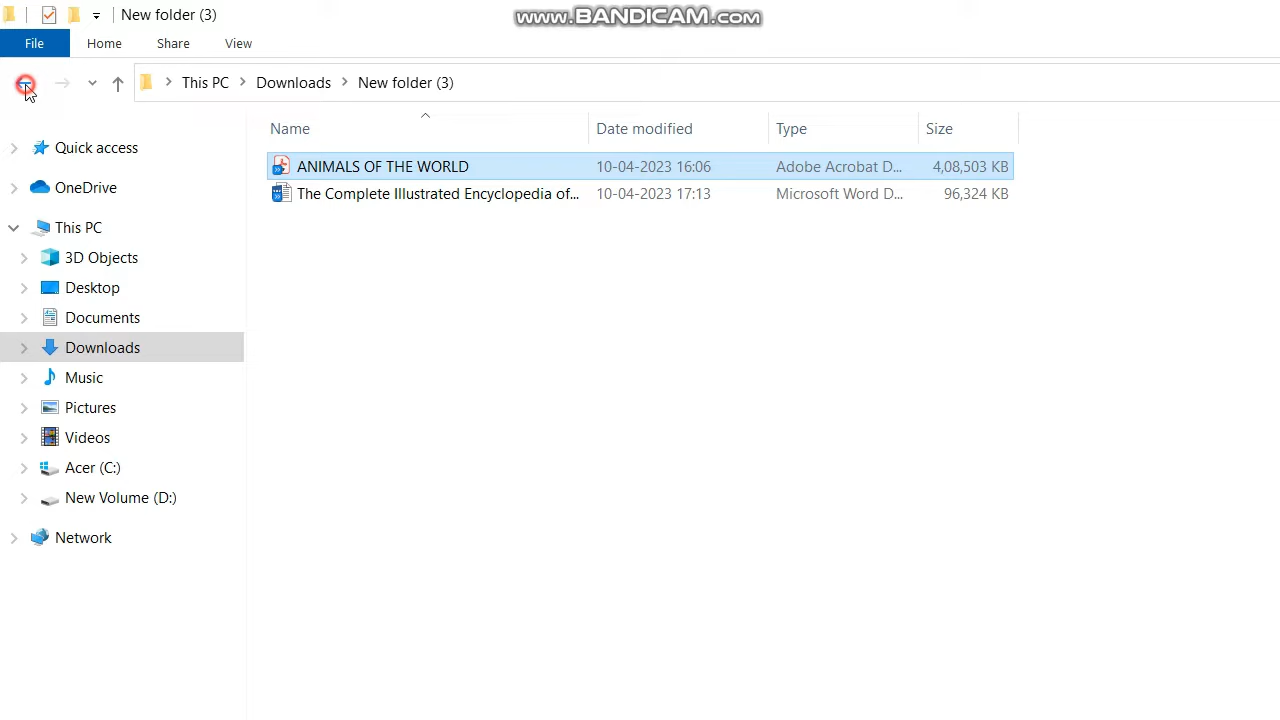 New folder (3)
www.BANDICAM.com
File
Home
Share
View
This PC
Downloads
New folder (3)
Name
Date modified
Type
Size
ANIMALS OF THE WORLD
10-04-2023 16:06
Adobe Acrobat D...
4,08,503 KB
The Complete Illustrated Encyclopedia of...
10-04-2023 17:13
Microsoft Word D...
96,324 KB
Quick access
OneDrive
This PC
3D Objects
Desktop
Documents
Downloads
Music
Pictures
Videos
Acer (C:)
New Volume (D:)
Network